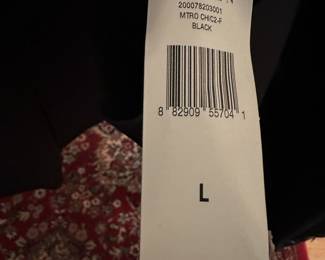 200078203001
MTRO CHIC2-F
BLACK
8 82909 55704 1
L